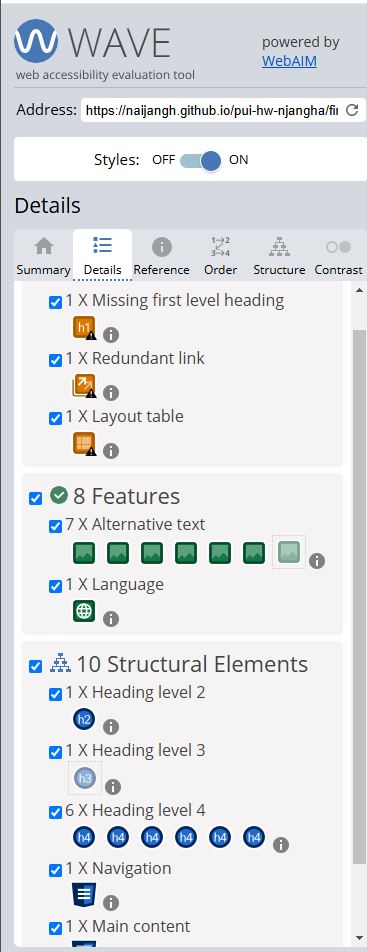 WAVE
powered by
WebAIM
web accessibility evaluation tool
Address: https://naijangh.github.io/pui-hw-njangha/fir
Styles: OFF ON
Details
Summary Details Reference Order Structure Contrast
1 X Missing first level heading
h1
1 X Redundant link
1 X Layout table
8 Features
7 X Alternative text
1 X Language
10 Structural Elements
1 X Heading level 2
h2
1 X Heading level 3
h3
6 X Heading level 4
h4 h4 h4 h4 h4 h4
1 X Navigation
1 X Main content